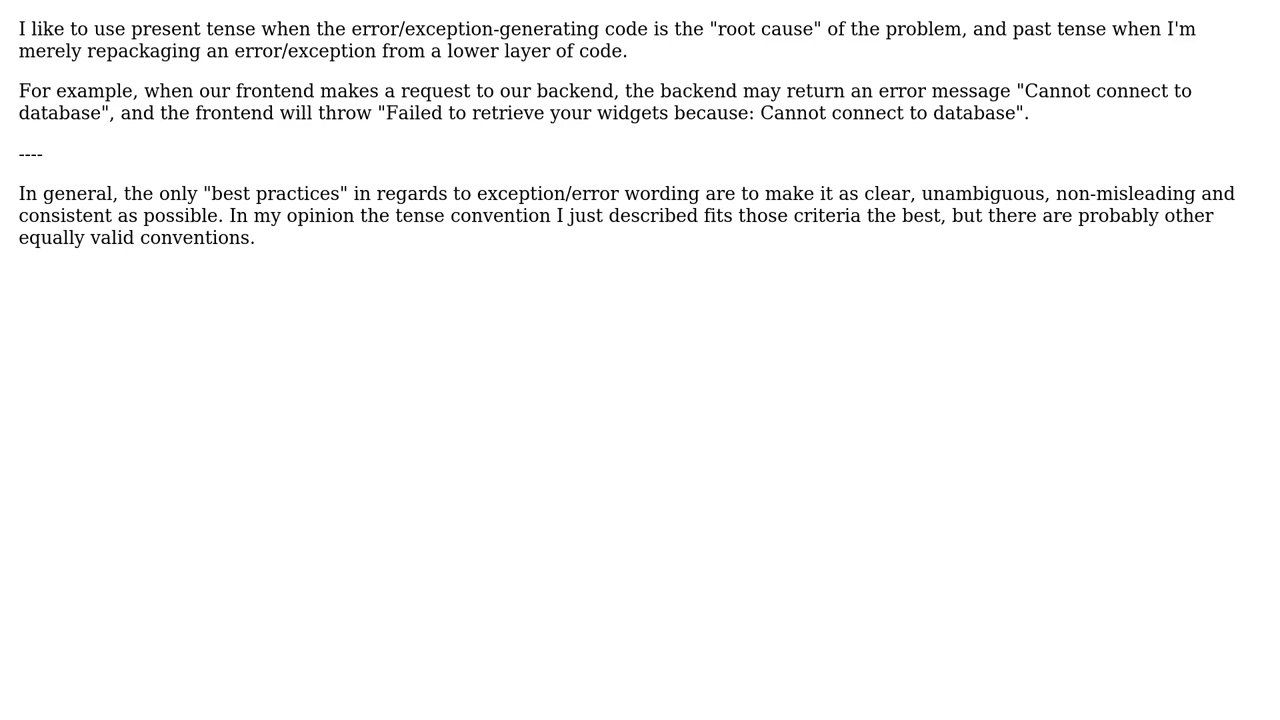 I like to use present tense when the error/exception-generating code is the "root cause" of the problem, and past tense when I'm
merely repackaging an error/exception from a lower layer of code.
For example, when our frontend makes a request to our backend, the backend may return an error message "Cannot connect to
database", and the frontend will throw "Failed to retrieve your widgets because: Cannot connect to database".
----
In general, the only "best practices" in regards to exception/error wording are to make it as clear, unambiguous, non-misleading and
consistent as possible. In my opinion the tense convention I just described fits those criteria the best, but there are probably other
equally valid conventions.